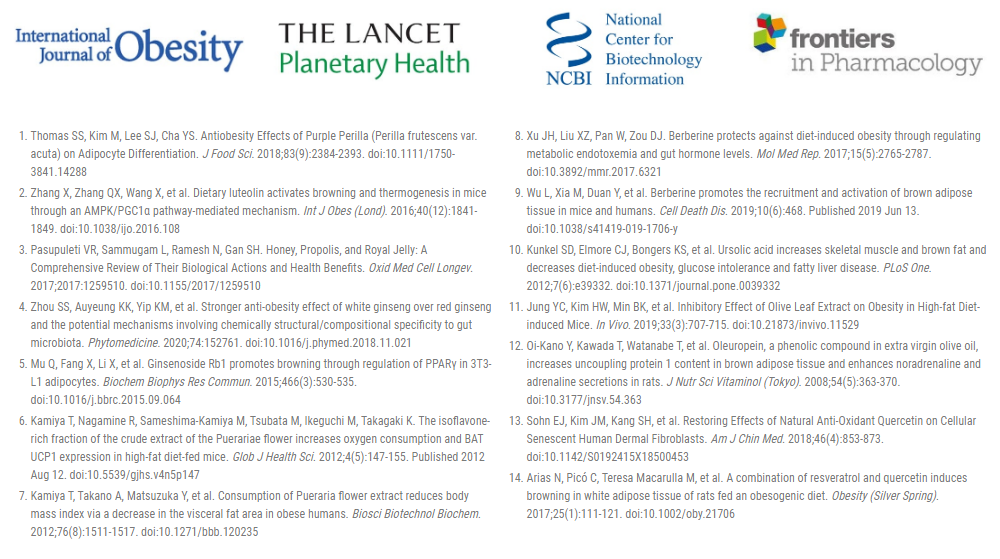 International
Journal of Obesity
THE LANCET
Planetary Health
NCBI
National
Center for
Biotechnology
Information
frontiers
in Pharmacology
1. Thomas SS, Kim M, Lee SJ, Cha YS. Antiobesity Effects of Purple Perilla (Perilla frutescens var.
acuta) on Adipocyte Differentiation. J Food Sci. 2018;83(9):2384-2393. doi:10.1111/1750-
3841.14288
2. Zhang X, Zhang QX, Wang X, et al. Dietary luteolin activates browning and thermogenesis in mice
through an AMPK/PGC1α pathway-mediated mechanism. Int J Obes (Lond). 2016;40(12):1841-
1849. doi:10.1038/ijo.2016.108
3. Pasupuleti VR, Sammugam L, Ramesh N, Gan SH. Honey, Propolis, and Royal Jelly: A
Comprehensive Review of Their Biological Actions and Health Benefits. Oxid Med Cell Longev.
2017;2017:1259510. doi:10.1155/2017/1259510
4. Zhou SS, Auyeung KK, Yip KM, et al. Stronger anti-obesity effect of white ginseng over red ginseng
and the potential mechanisms involving chemically structural/compositional specificity to gut
microbiota. Phytomedicine. 2020;74:152761. doi:10.1016/j.phymed.2018.11.021
5. Mu Q, Fang X, Li X, et al. Ginsenoside Rb1 promotes browning through regulation of PPARγ in 3T3-
L1 adipocytes. Biochem Biophys Res Commun. 2015;466(3):530-535.
doi:10.1016/j.bbrc.2015.09.064
6. Kamiya T, Nagamine R, Sameshima-Kamiya M, Tsubata M, Ikeguchi M, Takagaki K. The isoflavone-
rich fraction of the crude extract of the Puerariae flower increases oxygen consumption and BAT
UCP1 expression in high-fat diet-fed mice. Glob J Health Sci. 2012;4(5):147-155. Published 2012
Aug 12. doi:10.5539/gjhs.v4n5p147
7. Kamiya T, Takano A, Matsuzuka Y, et al. Consumption of Pueraria flower extract reduces body
mass index via a decrease in the visceral fat area in obese humans. Biosci Biotechnol Biochem.
2012;76(8):1511-1517. doi:10.1271/bbb.120235
8. Xu JH, Liu XZ, Pan W, Zou DJ. Berberine protects against diet-induced obesity through regulating
metabolic endotoxemia and gut hormone levels. Mol Med Rep. 2017;15(5):2765-2787.
doi:10.3892/mmr.2017.6321
9. Wu L, Xia M, Duan Y, et al. Berberine promotes the recruitment and activation of brown adipose
tissue in mice and humans. Cell Death Dis. 2019;10(6):468. Published 2019 Jun 13.
doi:10.1038/s41419-019-1706-y
10. Kunkel SD, Elmore CJ, Bongers KS, et al. Ursolic acid increases skeletal muscle and brown fat and
decreases diet-induced obesity, glucose intolerance and fatty liver disease. PLoS One.
2012;7(6):e39332. doi:10.1371/journal.pone.0039332
11. Jung YC, Kim HW, Min BK, et al. Inhibitory Effect of Olive Leaf Extract on Obesity in High-fat Diet-
induced Mice. In Vivo. 2019;33(3):707-715. doi:10.21873/invivo.11529
12. Oi-Kano Y, Kawada T, Watanabe T, et al. Oleuropein, a phenolic compound in extra virgin olive oil,
increases uncoupling protein 1 content in brown adipose tissue and enhances noradrenaline and
adrenaline secretions in rats. J Nutr Sci Vitaminol (Tokyo). 2008;54(5):363-370.
doi:10.3177/jnsv.54.363
13. Sohn EJ, Kim JM, Kang SH, et al. Restoring Effects of Natural Anti-Oxidant Quercetin on Cellular
Senescent Human Dermal Fibroblasts. Am J Chin Med. 2018;46(4):853-873.
doi:10.1142/S0192415X18500453
14. Arias N, Picó C, Teresa Macarulla M, et al. A combination of resveratrol and quercetin induces
browning in white adipose tissue of rats fed an obesogenic diet. Obesity (Silver Spring).
2017;25(1):111-121. doi:10.1002/oby.21706